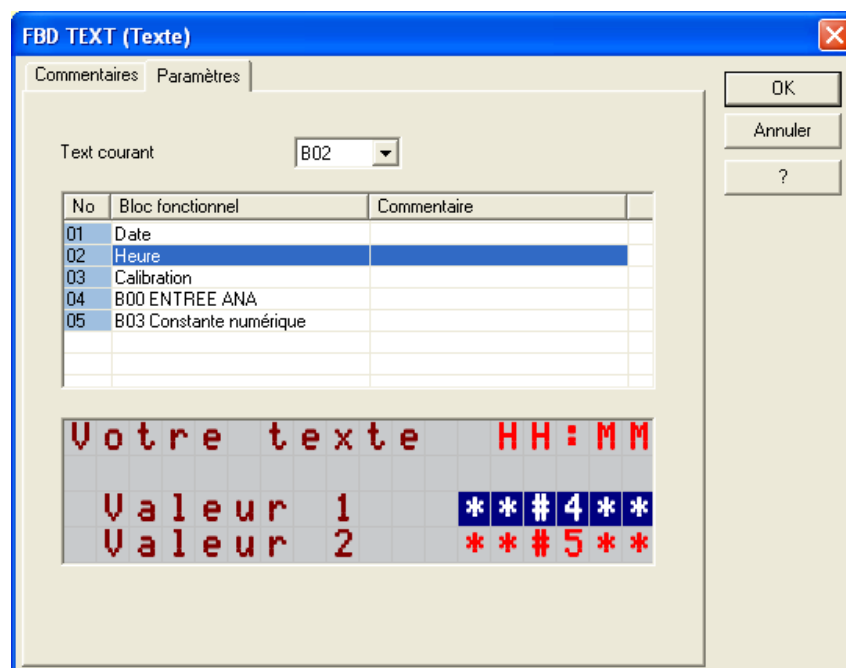 FBD TEXT (Texte)
Commentaires Paramètres
OK
Annuler
?
Text courant B02
No Bloc fonctionnel Commentaire
01 Date
02 Heure
03 Calibration
04 B00 ENTREE ANA
05 B03 Constante numérique
Votre texte HH:MM
Valeur 1 **#4**
Valeur 2 **#5**